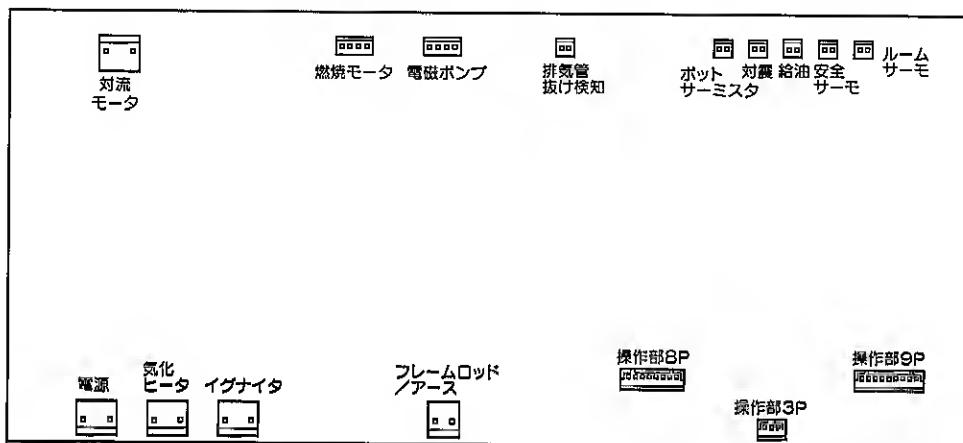 対流
モータ
燃焼モータ
電磁ポンプ
排気管
抜け検知
ポット
サーミスタ
対震
給油
安全
サーモ
ルーム
サーモ
電源
気化
ヒータ
イグナイタ
フレームロッド
/アース
操作部8P
操作部3P
操作部9P